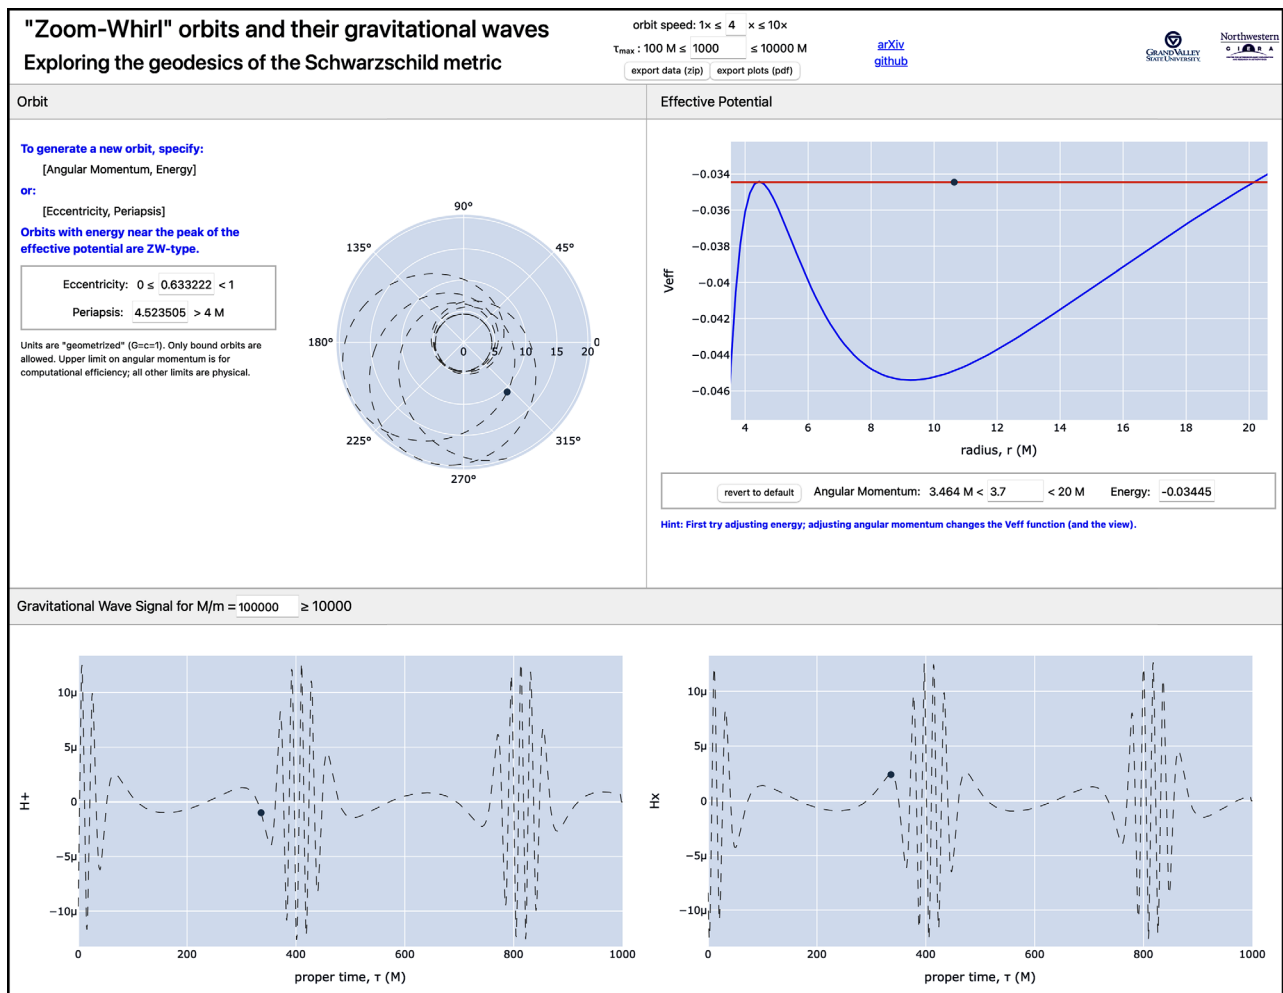 "Zoom-Whirl" orbits and their gravitational waves
Exploring the geodesics of the Schwarzschild metric
orbit speed: 1× ≤ 4 × ≤ 10×
τmax : 100 M ≤ 1000 ≤ 10000 M
export data (zip) export plots (pdf)
arXiv
github
GRAND VALLEY
STATE UNIVERSITY
Northwestern
CIERA
Orbit
To generate a new orbit, specify:
[Angular Momentum, Energy]
or:
[Eccentricity, Periapsis]
Orbits with energy near the peak of the
effective potential are ZW-type.
Eccentricity: 0 ≤ 0.633222 < 1
Periapsis: 4.523505 > 4 M
Units are "geometrized" (G=c=1). Only bound orbits are
allowed. Upper limit on angular momentum is for
computational efficiency; all other limits are physical.
90°
135° 45°
180° 0 5 10 15 20 0
225° 315°
270°
Effective Potential
−0.034
−0.036
−0.038
−0.04
−0.042
−0.044
−0.046
Veff
4 6 8 10 12 14 16 18 20
radius, r (M)
revert to default Angular Momentum: 3.464 M < 3.7 < 20 M Energy: -0.03445
Hint: First try adjusting energy; adjusting angular momentum changes the Veff function (and the view).
Gravitational Wave Signal for M/m = 100000 ≥ 10000
10μ
5μ
0
−5μ
−10μ
H+
0 200 400 600 800 1000
proper time, τ (M)
10μ
5μ
0
−5μ
−10μ
Hx
0 200 400 600 800 1000
proper time, τ (M)